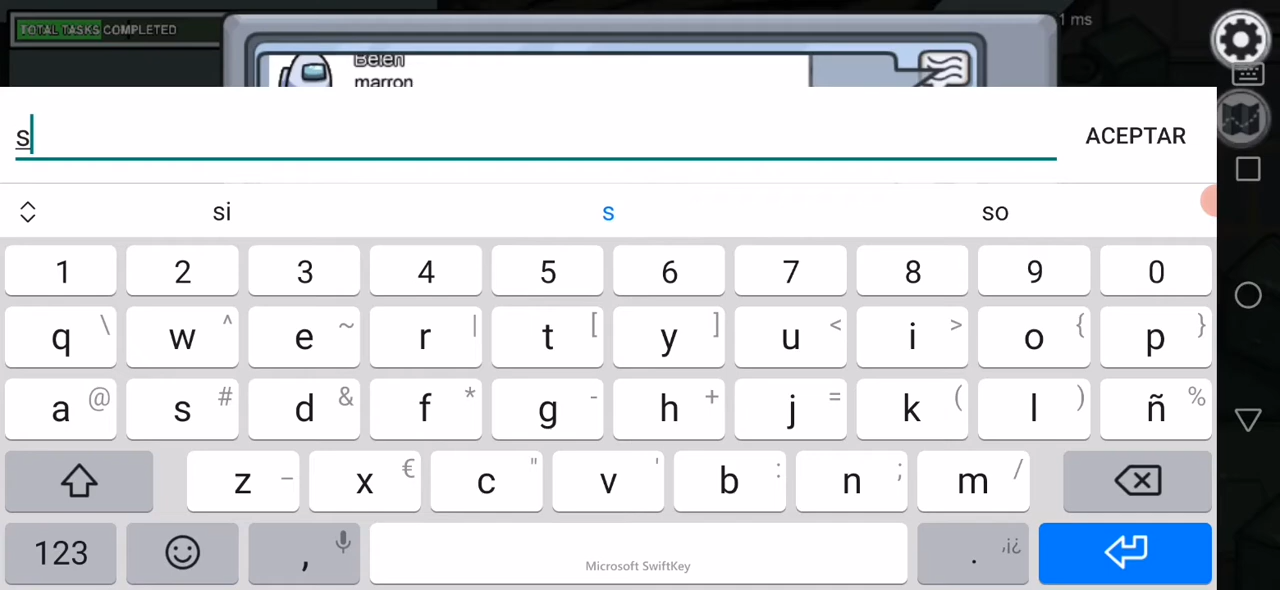 TOTAL TASKS COMPLETED
1 ms
Belen
marron
s
ACEPTAR
si s so
1 2 3 4 5 6 7 8 9 0
q \ w ^ e ~ r | t [ y ] u < i > o { p }
a @ s # d & f * g - h + j = k ( l ) ñ %
z _ x € c " v ' b : n ; m /
123 , Microsoft SwiftKey . ,i¿